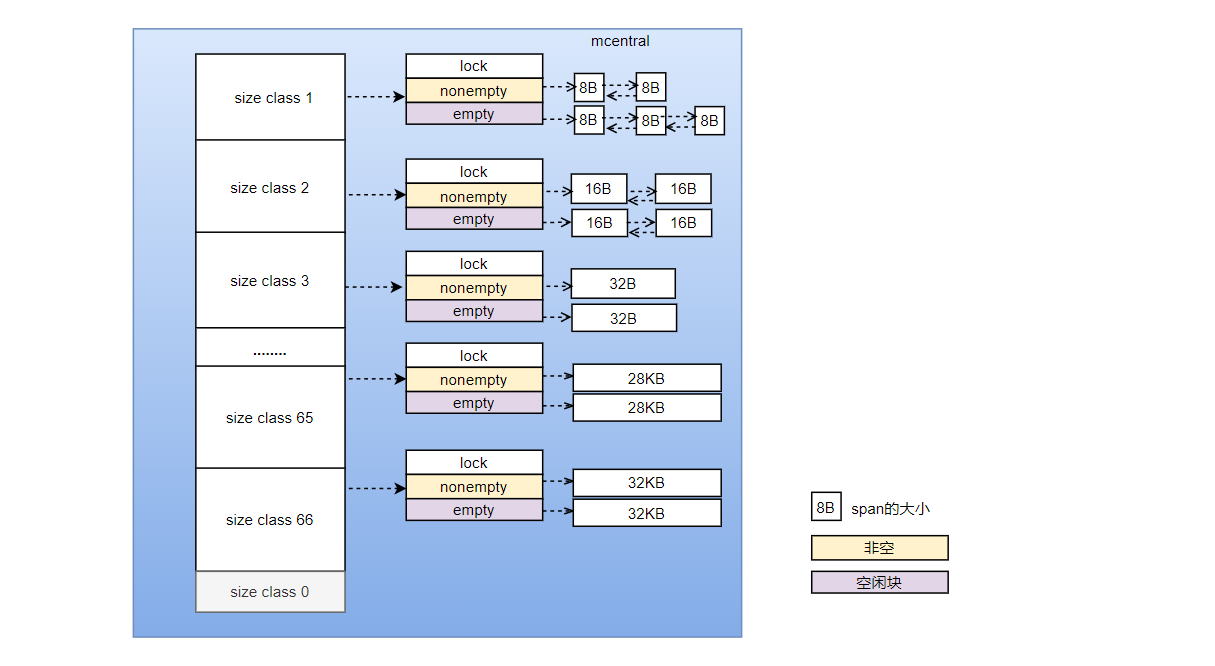 mcentral
size class 1
lock
nonempty
empty
8B
8B
8B
8B
8B
size class 2
lock
nonempty
empty
16B
16B
16B
16B
size class 3
lock
nonempty
empty
32B
32B
........
size class 65
lock
nonempty
empty
28KB
28KB
size class 66
lock
nonempty
empty
32KB
32KB
size class 0
8B span的大小
非空
空闲块